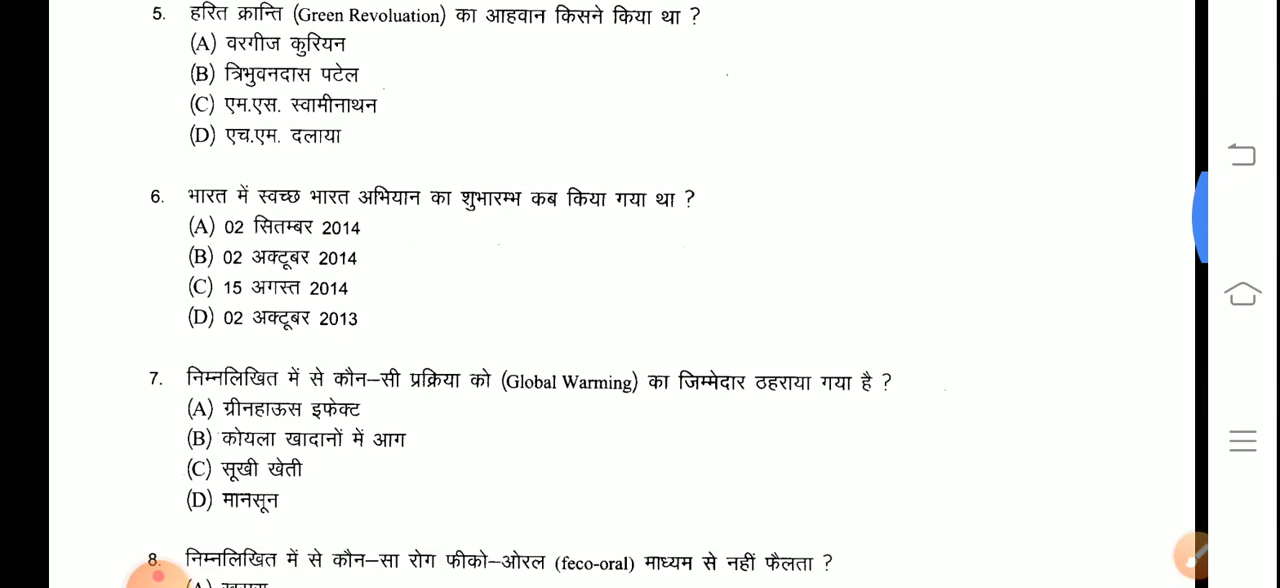 5. हरित क्रान्ति (Green Revoluation) का आहवान किसने किया था ?
(A) वरगीज कुरियन
(B) त्रिभुवनदास पटेल
(C) एम.एस. स्वामीनाथन
(D) एच.एम. दलाया
6. भारत में स्वच्छ भारत अभियान का शुभारम्भ कब किया गया था ?
(A) 02 सितम्बर 2014
(B) 02 अक्टूबर 2014
(C) 15 अगस्त 2014
(D) 02 अक्टूबर 2013
7. निम्नलिखित में से कौन–सी प्रक्रिया को (Global Warming) का जिम्मेदार ठहराया गया है ?
(A) ग्रीनहाऊस इफेक्ट
(B) कोयला खादानों में आग
(C) सूखी खेती
(D) मानसून
8. निम्नलिखित में से कौन–सा रोग फीको–ओरल (feco-oral) माध्यम से नहीं फैलता ?
(A)